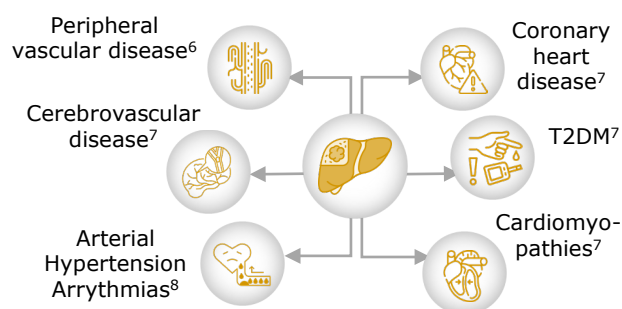 Peripheral
vascular disease⁶
Coronary
heart
disease⁷
Cerebrovascular
disease⁷
T2DM⁷
Arterial
Hypertension
Arrythmias⁸
Cardiomyo-
pathies⁷